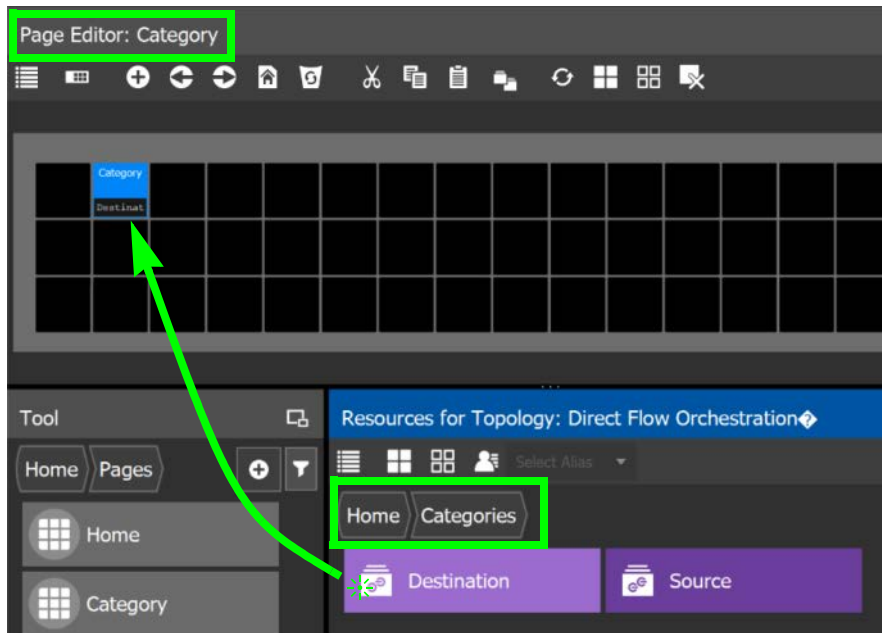 Page Editor: Category
Category
Destinat
Tool
Home Pages
Home
Category
Resources for Topology: Direct Flow Orchestration�
Select Alias
Home Categories
Destination
Source